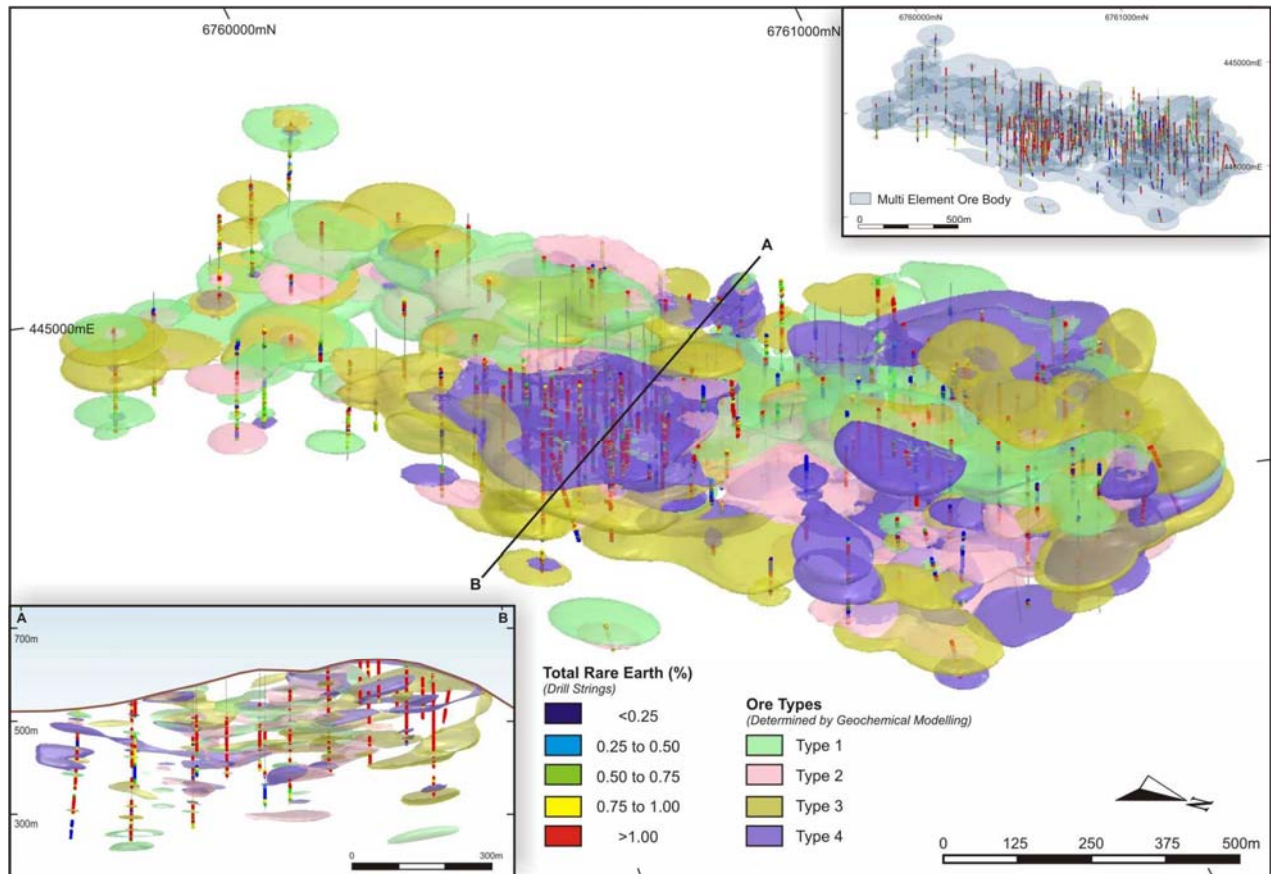 6760000mN
6761000mN
6760000mN
6761000mN
445000mE
446000mE
Multi Element Ore Body
0
500m
A
445000mE
B
A
B
700m
500m
300m
0
300m
Total Rare Earth (%)
(Drill Strings)
<0.25
0.25 to 0.50
0.50 to 0.75
0.75 to 1.00
>1.00
Ore Types
(Determined by Geochemical Modelling)
Type 1
Type 2
Type 3
Type 4
N
0
125
250
375
500m